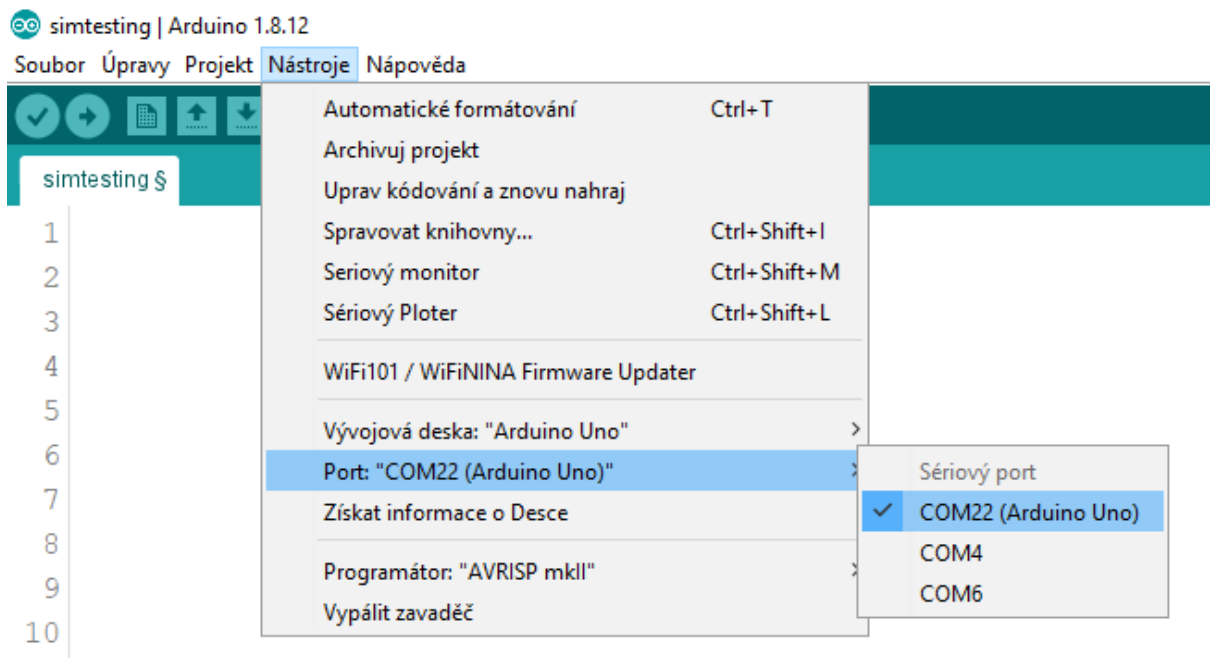 simtesting | Arduino 1.8.12
Soubor Úpravy Projekt Nástroje Nápověda
simtesting §
Automatické formátování Ctrl+T
Archivuj projekt
Uprav kódování a znovu nahraj
Spravovat knihovny... Ctrl+Shift+I
Seriový monitor Ctrl+Shift+M
Sériový Ploter Ctrl+Shift+L
WiFi101 / WiFiNINA Firmware Updater
Vývojová deska: "Arduino Uno"
Port: "COM22 (Arduino Uno)"
Získat informace o Desce
Programátor: "AVRISP mkII"
Vypálit zavaděč
Sériový port
COM22 (Arduino Uno)
COM4
COM6
1
2
3
4
5
6
7
8
9
10